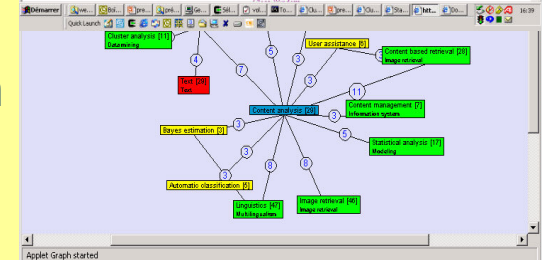 Démarrer
16:39
Quick Launch
Cluster analysis [11]
Datamining
5
User assistance [6]
Content based retrieval [28]
Image retrieval
4
7
3
3
Text [20]
Text
11
Content analysis [29]
Content management [7]
Information system
3
Bayes estimation [3]
3
5
Statistical analysis [17]
Modeling
3
8
8
3
Automatic classification [6]
Linguistics [47]
Multilingualism
Image retrieval [46]
Image retrieval
Applet Graph started